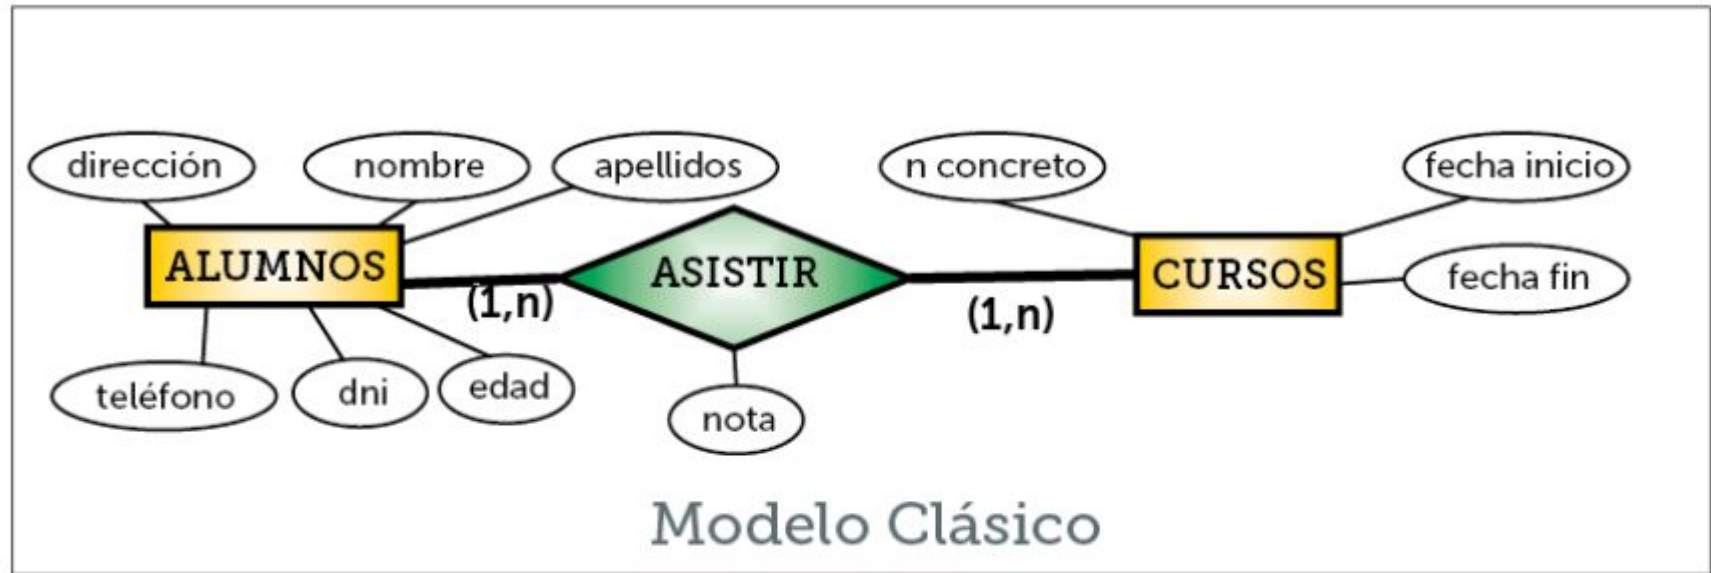 dirección
nombre
apellidos
n concreto
fecha inicio
ALUMNOS
ASISTIR
CURSOS
fecha fin
(1,n)
(1,n)
teléfono
dni
edad
nota
Modelo Clásico